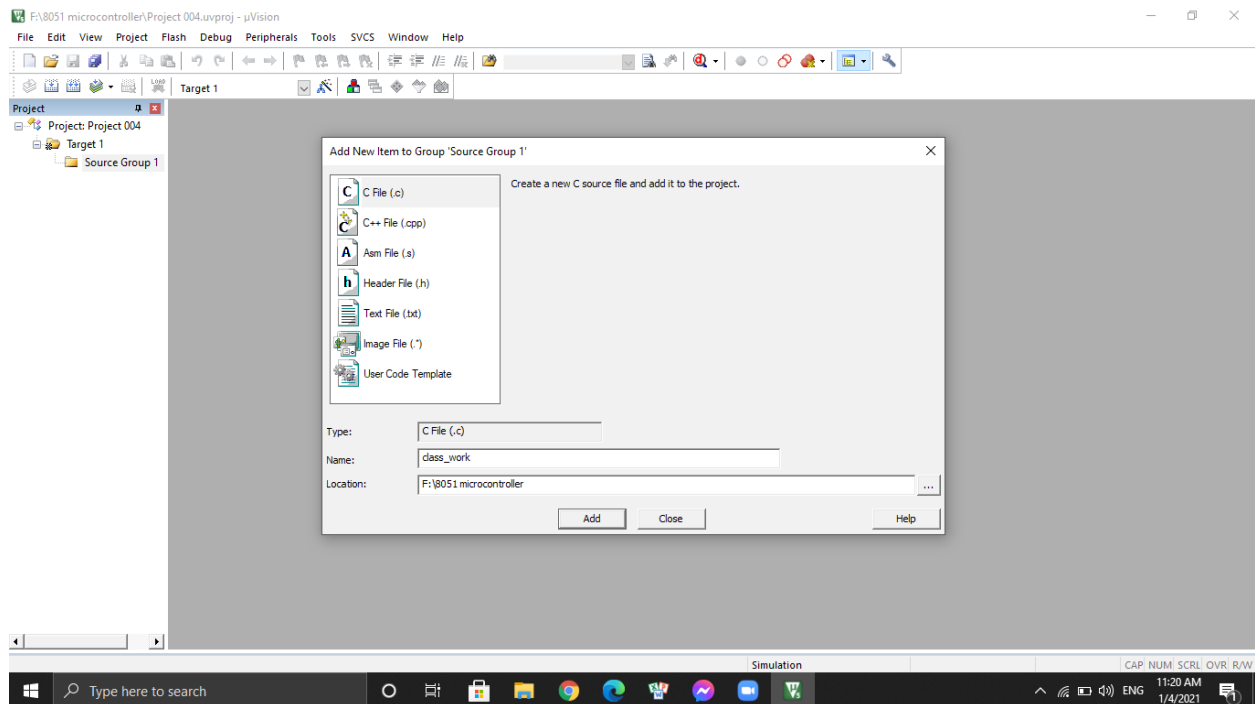 F:\8051 microcontroller\Project 004.uvproj - µVision
File Edit View Project Flash Debug Peripherals Tools SVCS Window Help
LOAD
Target 1
Project
Project: Project 004
Target 1
Source Group 1
Add New Item to Group 'Source Group 1'
C C File (.c)
Create a new C source file and add it to the project.
C C++ File (.cpp)
A Asm File (.s)
h Header File (.h)
Text File (.txt)
Image File (.*)
User Code Template
Type: C File (.c)
Name: class_work
Location: F:\8051 microcontroller ...
Add Close Help
Simulation CAP NUM SCRL OVR R/W
Type here to search
ENG
11:20 AM
1/4/2021
1